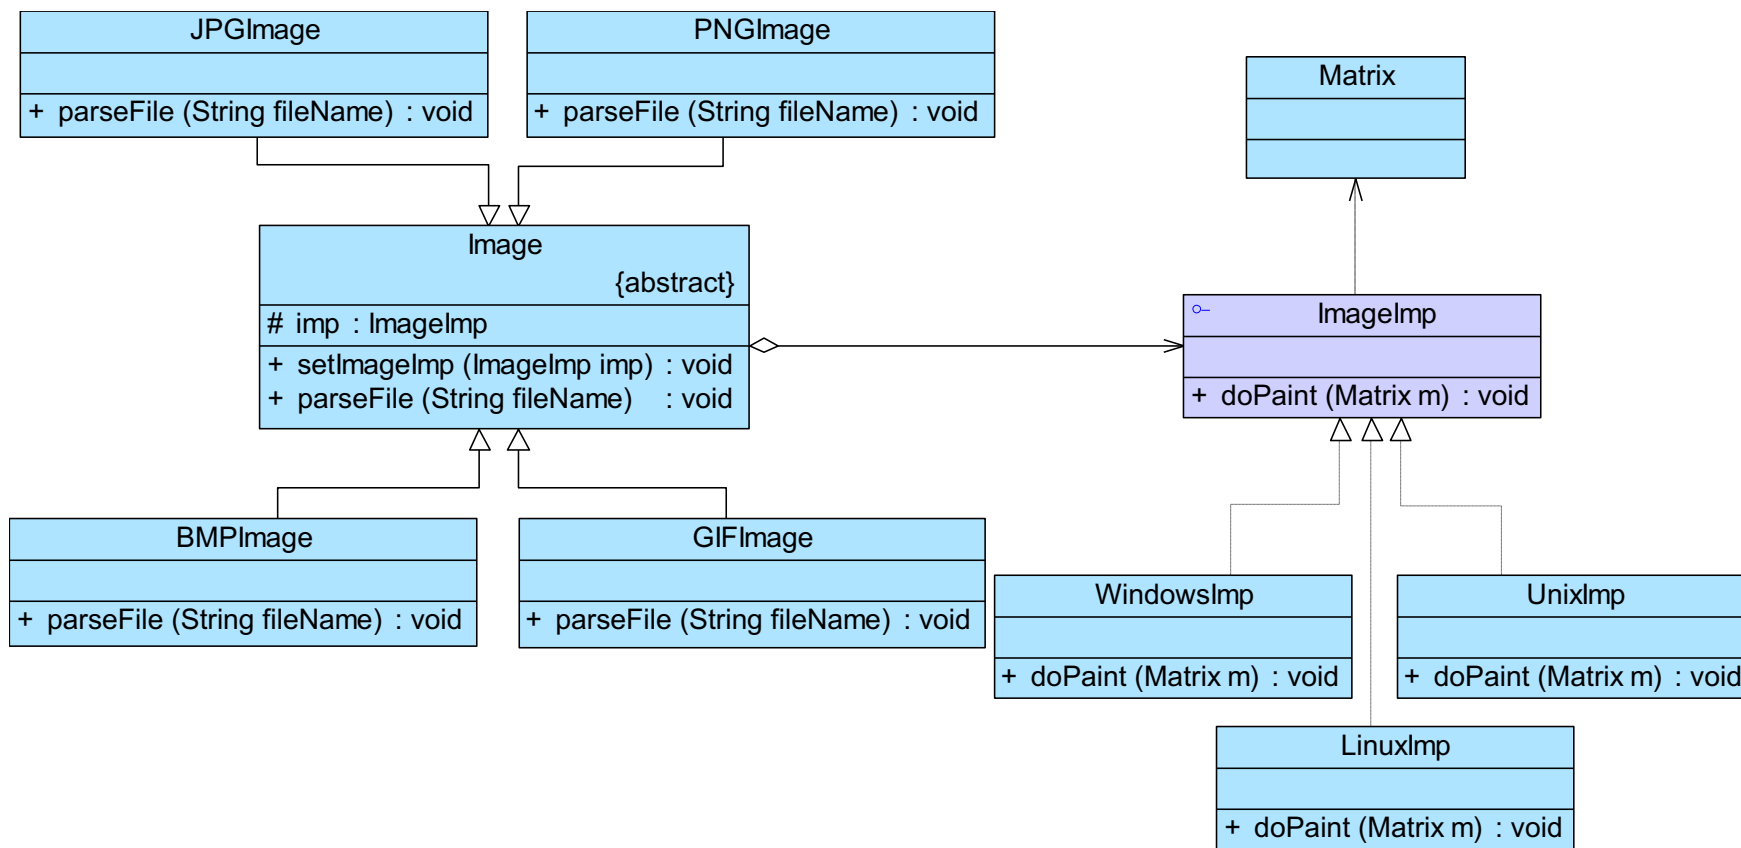 JPGImage
+ parseFile (String fileName) : void
PNGImage
+ parseFile (String fileName) : void
Matrix
Image
{abstract}
# imp : ImageImp
+ setImageImp (ImageImp imp) : void
+ parseFile (String fileName) : void
ImageImp
+ doPaint (Matrix m) : void
BMPImage
+ parseFile (String fileName) : void
GIFImage
+ parseFile (String fileName) : void
WindowsImp
+ doPaint (Matrix m) : void
UnixImp
+ doPaint (Matrix m) : void
LinuxImp
+ doPaint (Matrix m) : void